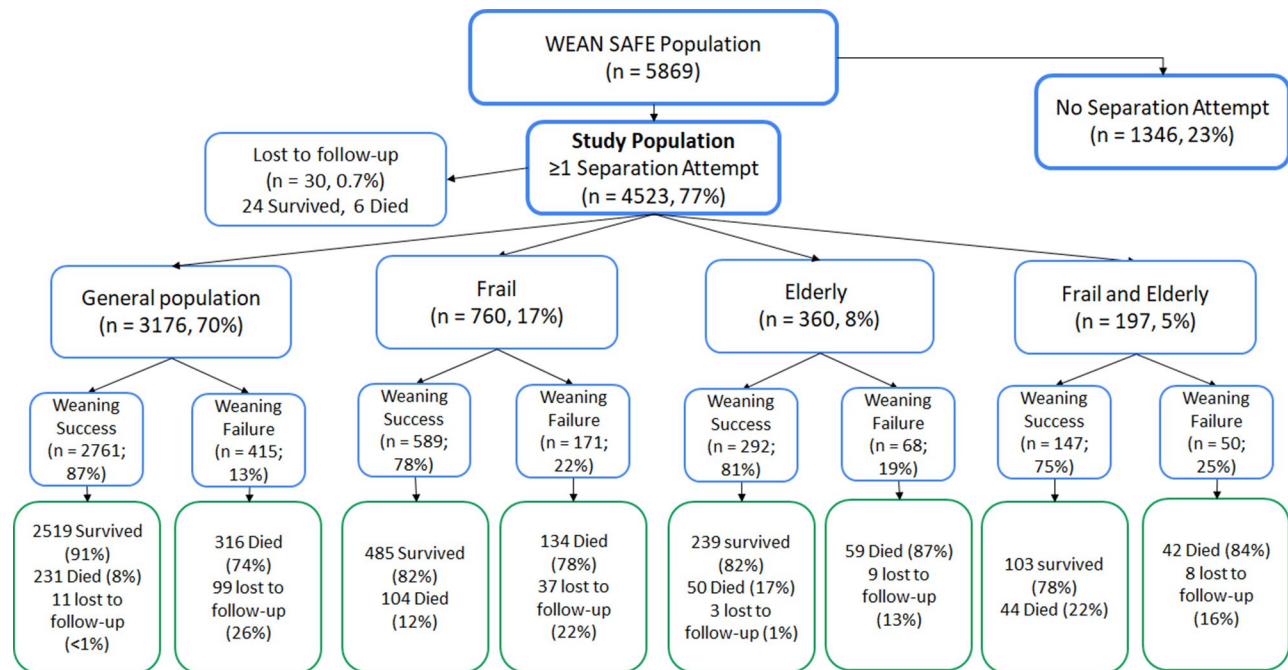 WEAN SAFE Population
(n = 5869)
No Separation Attempt
(n = 1346, 23%)
Study Population
≥1 Separation Attempt
(n = 4523, 77%)
Lost to follow-up
(n = 30, 0.7%)
24 Survived, 6 Died
General population
(n = 3176, 70%)
Frail
(n = 760, 17%)
Elderly
(n = 360, 8%)
Frail and Elderly
(n = 197, 5%)
Weaning
Success
(n = 2761;
87%)
Weaning
Failure
(n = 415;
13%)
Weaning
Success
(n = 589;
78%)
Weaning
Failure
(n = 171;
22%)
Weaning
Success
(n = 292;
81%)
Weaning
Failure
(n = 68;
19%)
Weaning
Success
(n = 147;
75%)
Weaning
Failure
(n = 50;
25%)
2519 Survived
(91%)
231 Died (8%)
11 lost to
follow-up
(<1%)
316 Died
(74%)
99 lost to
follow-up
(26%)
485 Survived
(82%)
104 Died
(12%)
134 Died
(78%)
37 lost to
follow-up
(22%)
239 survived
(82%)
50 Died (17%)
3 lost to
follow-up (1%)
59 Died (87%)
9 lost to
follow-up
(13%)
103 survived
(78%)
44 Died (22%)
42 Died (84%)
8 lost to
follow-up
(16%)